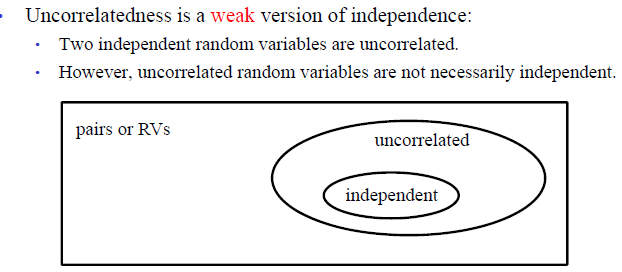 • Uncorrelatedness is a weak version of independence:
• Two independent random variables are uncorrelated.
• However, uncorrelated random variables are not necessarily independent.
pairs or RVs
uncorrelated
independent